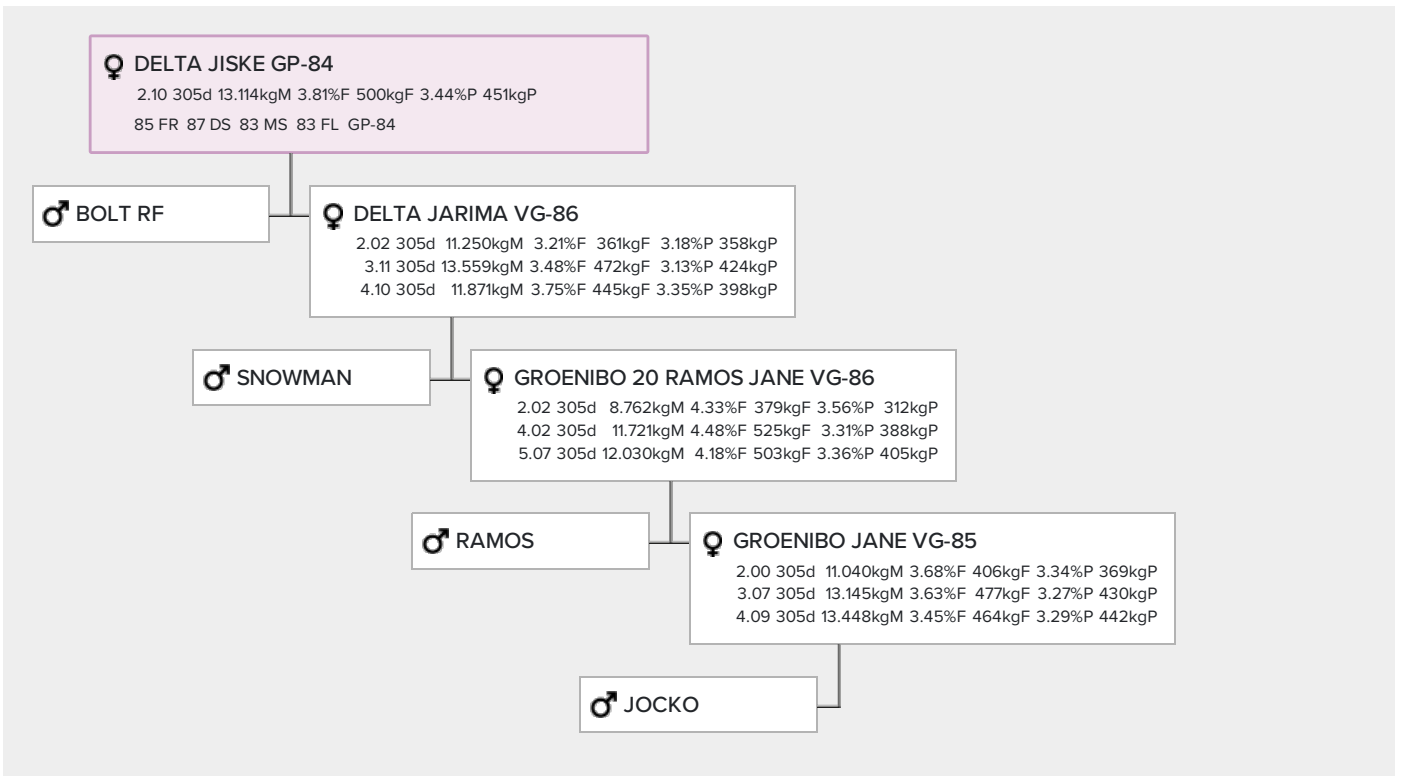 DELTA JISKE GP-84
2.10 305d 13.114kgM 3.81%F 500kgF 3.44%P 451kgP
85 FR 87 DS 83 MS 83 FL GP-84
BOLT RF
DELTA JARIMA VG-86
2.02 305d 11.250kgM 3.21%F 361kgF 3.18%P 358kgP
3.11 305d 13.559kgM 3.48%F 472kgF 3.13%P 424kgP
4.10 305d 11.871kgM 3.75%F 445kgF 3.35%P 398kgP
SNOWMAN
GROENIBO 20 RAMOS JANE VG-86
2.02 305d 8.762kgM 4.33%F 379kgF 3.56%P 312kgP
4.02 305d 11.721kgM 4.48%F 525kgF 3.31%P 388kgP
5.07 305d 12.030kgM 4.18%F 503kgF 3.36%P 405kgP
RAMOS
GROENIBO JANE VG-85
2.00 305d 11.040kgM 3.68%F 406kgF 3.34%P 369kgP
3.07 305d 13.145kgM 3.63%F 477kgF 3.27%P 430kgP
4.09 305d 13.448kgM 3.45%F 464kgF 3.29%P 442kgP
JOCKO